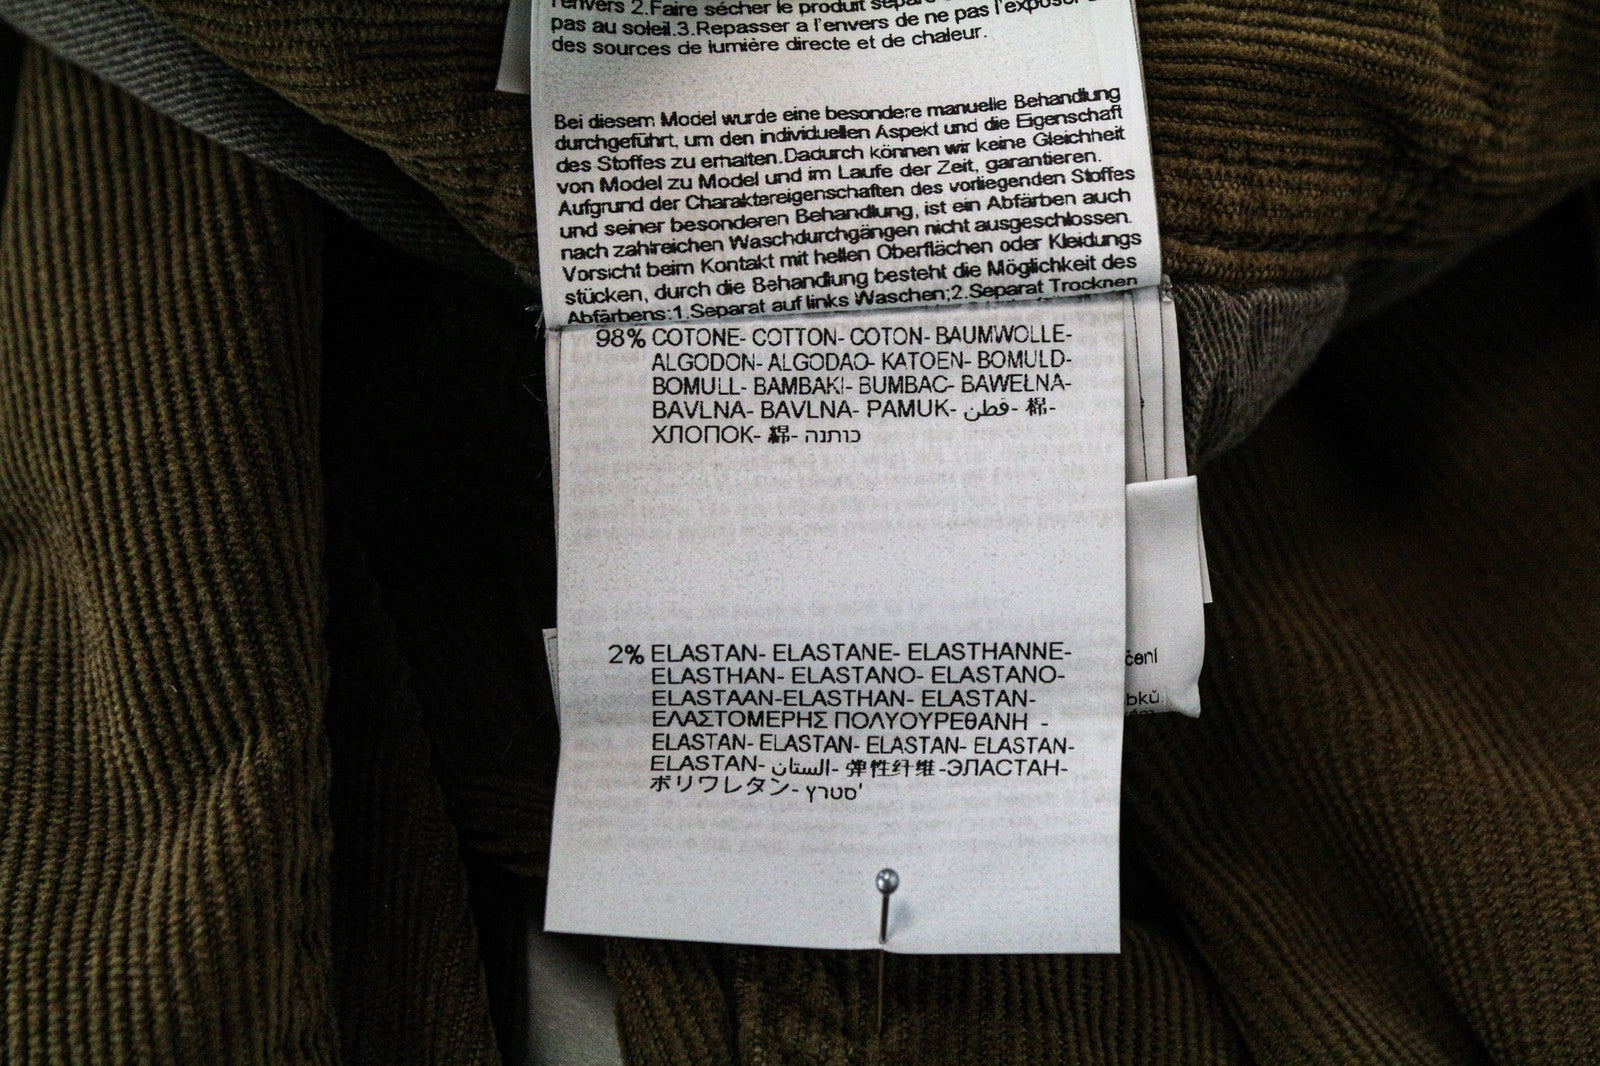 l'envers 2.Faire sécher le produit séparé
pas au soleil.3.Repasser a l'envers de ne pas l'exposer
des sources de lumière directe et de chaleur.
Bei diesem Model wurde eine besondere manuelle Behandlung
durchgeführt, um den individuellen Aspekt und die Eigenschaft
des Stoffes zu erhalten.Dadurch können wir keine Gleichheit
von Model zu Model und im Laufe der Zeit, garantieren.
Aufgrund der Charaktereigenschaften des vorliegenden Stoffes
und seiner besonderen Behandlung, ist ein Abfärben auch
nach zahlreichen Waschdurchgängen nicht ausgeschlossen.
Vorsicht beim Kontakt mit hellen Oberflächen oder Kleidungs
stücken, durch die Behandlung besteht die Möglichkeit des
Abfärbens:1.Separat auf links Waschen;2.Separat Trocknen
98% COTONE- COTTON- COTON- BAUMWOLLE-
ALGODON- ALGODAO- KATOEN- BOMULD-
BOMULL- BAMBAKI- BUMBAC- BAWEŁNA-
BAVLNA- BAVLNA- PAMUK- قطن- 棉-
ХЛОПОК- 綿- כותנה
2% ELASTAN- ELASTANE- ELASTHANNE-
ELASTHAN- ELASTANO- ELASTANO-
ELASTAAN-ELASTHAN- ELASTAN-
ΕΛΑΣΤΟΜΕΡΗΣ ΠΟΛΥΟΥΡΕΘΑΝΗ -
ELASTAN- ELASTAN- ELASTAN- ELASTAN-
ELASTAN- الستان- 弹性纤维-ЭЛАСТАН-
ポリウレタン- סטרץ'
čení
bkú